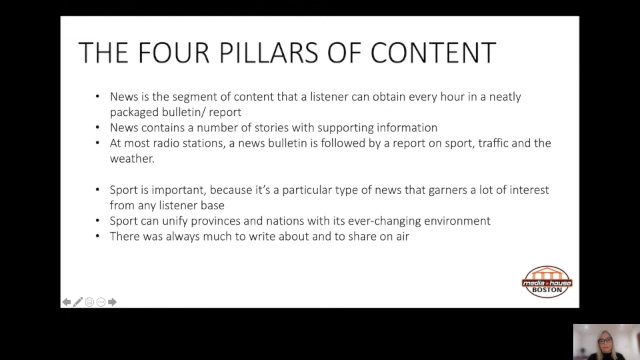 THE FOUR PILLARS OF CONTENT
• News is the segment of content that a listener can obtain every hour in a neatly
packaged bulletin/ report
• News contains a number of stories with supporting information
• At most radio stations, a news bulletin is followed by a report on sport, traffic and the
weather.
• Sport is important, because it's a particular type of news that garners a lot of interest
from any listener base
• Sport can unify provinces and nations with its ever-changing environment
• There was always much to write about and to share on air
media house
BOSTON